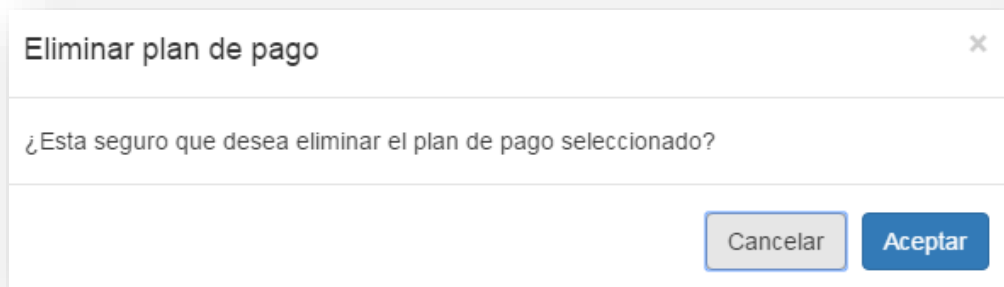 Eliminar plan de pago ×
¿Esta seguro que desea eliminar el plan de pago seleccionado?
Cancelar Aceptar